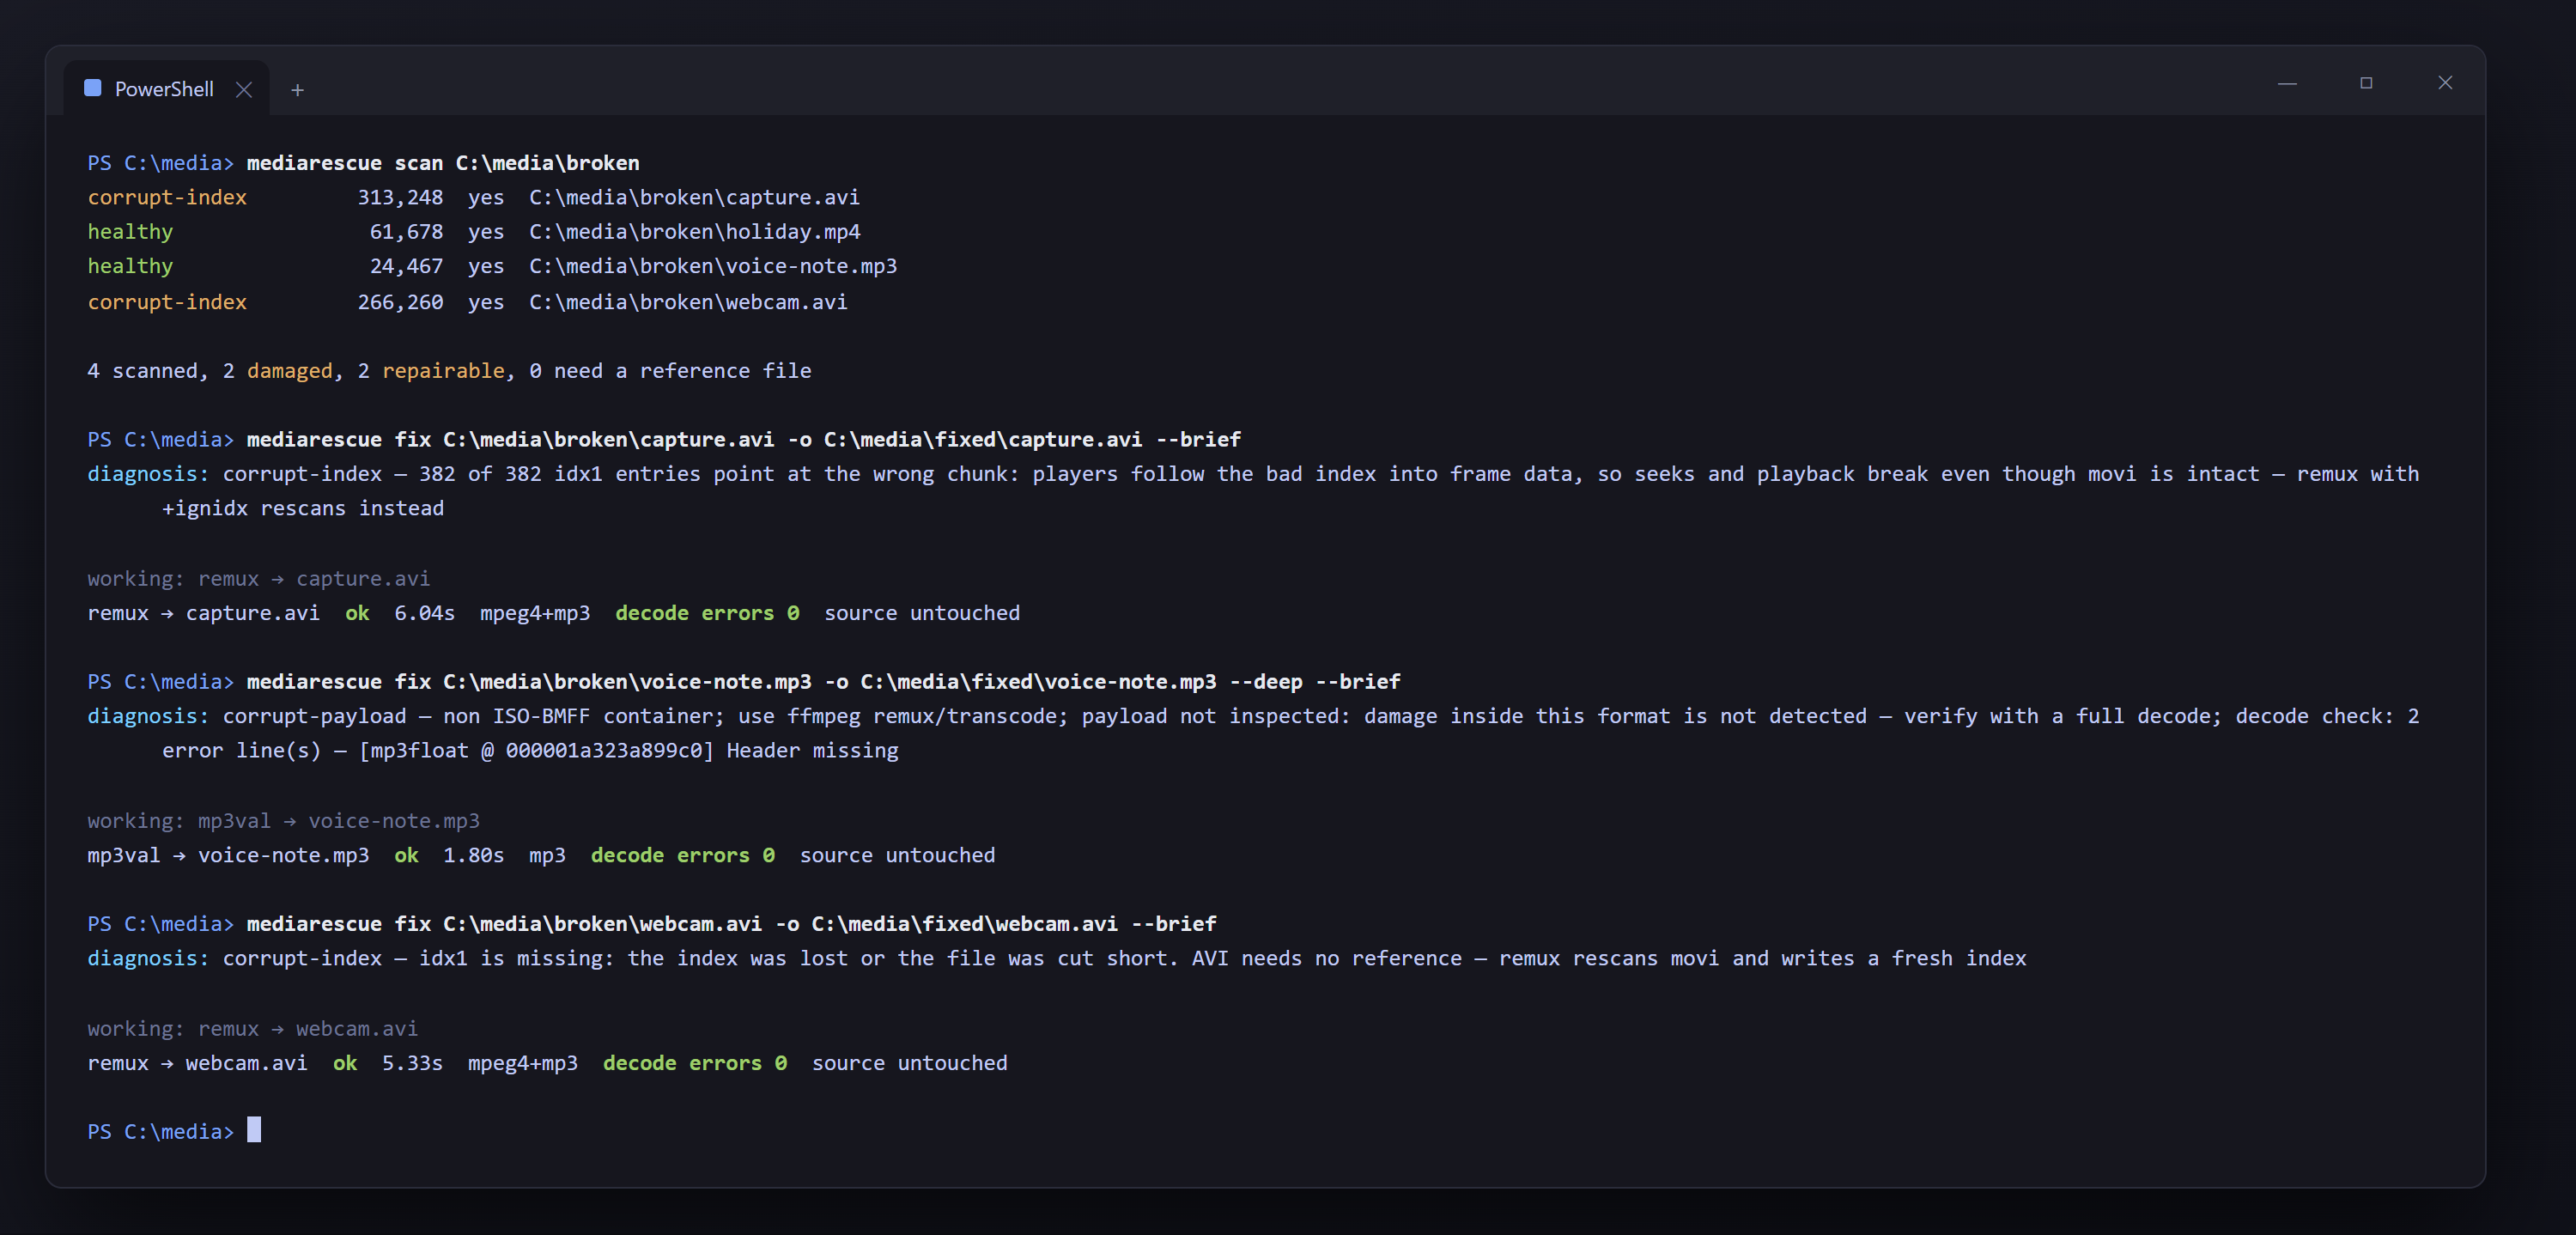 PowerShell
PS C:\media> mediarescue scan C:\media\broken
corrupt-index         313,248  yes  C:\media\broken\capture.avi
healthy                61,678  yes  C:\media\broken\holiday.mp4
healthy                24,467  yes  C:\media\broken\voice-note.mp3
corrupt-index         266,260  yes  C:\media\broken\webcam.avi
4 scanned, 2 damaged, 2 repairable, 0 need a reference file
PS C:\media> mediarescue fix C:\media\broken\capture.avi -o C:\media\fixed\capture.avi --brief
diagnosis: corrupt-index — 382 of 382 idx1 entries point at the wrong chunk: players follow the bad index into frame data, so seeks and playback break even though movi is intact — remux with
+ignidx rescans instead
working: remux → capture.avi
remux → capture.avi  ok  6.04s  mpeg4+mp3  decode errors 0  source untouched
PS C:\media> mediarescue fix C:\media\broken\voice-note.mp3 -o C:\media\fixed\voice-note.mp3 --deep --brief
diagnosis: corrupt-payload — non ISO-BMFF container; use ffmpeg remux/transcode; payload not inspected: damage inside this format is not detected — verify with a full decode; decode check: 2
error line(s) — [mp3float @ 000001a323a899c0] Header missing
working: mp3val → voice-note.mp3
mp3val → voice-note.mp3  ok  1.80s  mp3  decode errors 0  source untouched
PS C:\media> mediarescue fix C:\media\broken\webcam.avi -o C:\media\fixed\webcam.avi --brief
diagnosis: corrupt-index — idx1 is missing: the index was lost or the file was cut short. AVI needs no reference — remux rescans movi and writes a fresh index
working: remux → webcam.avi
remux → webcam.avi  ok  5.33s  mpeg4+mp3  decode errors 0  source untouched
PS C:\media>